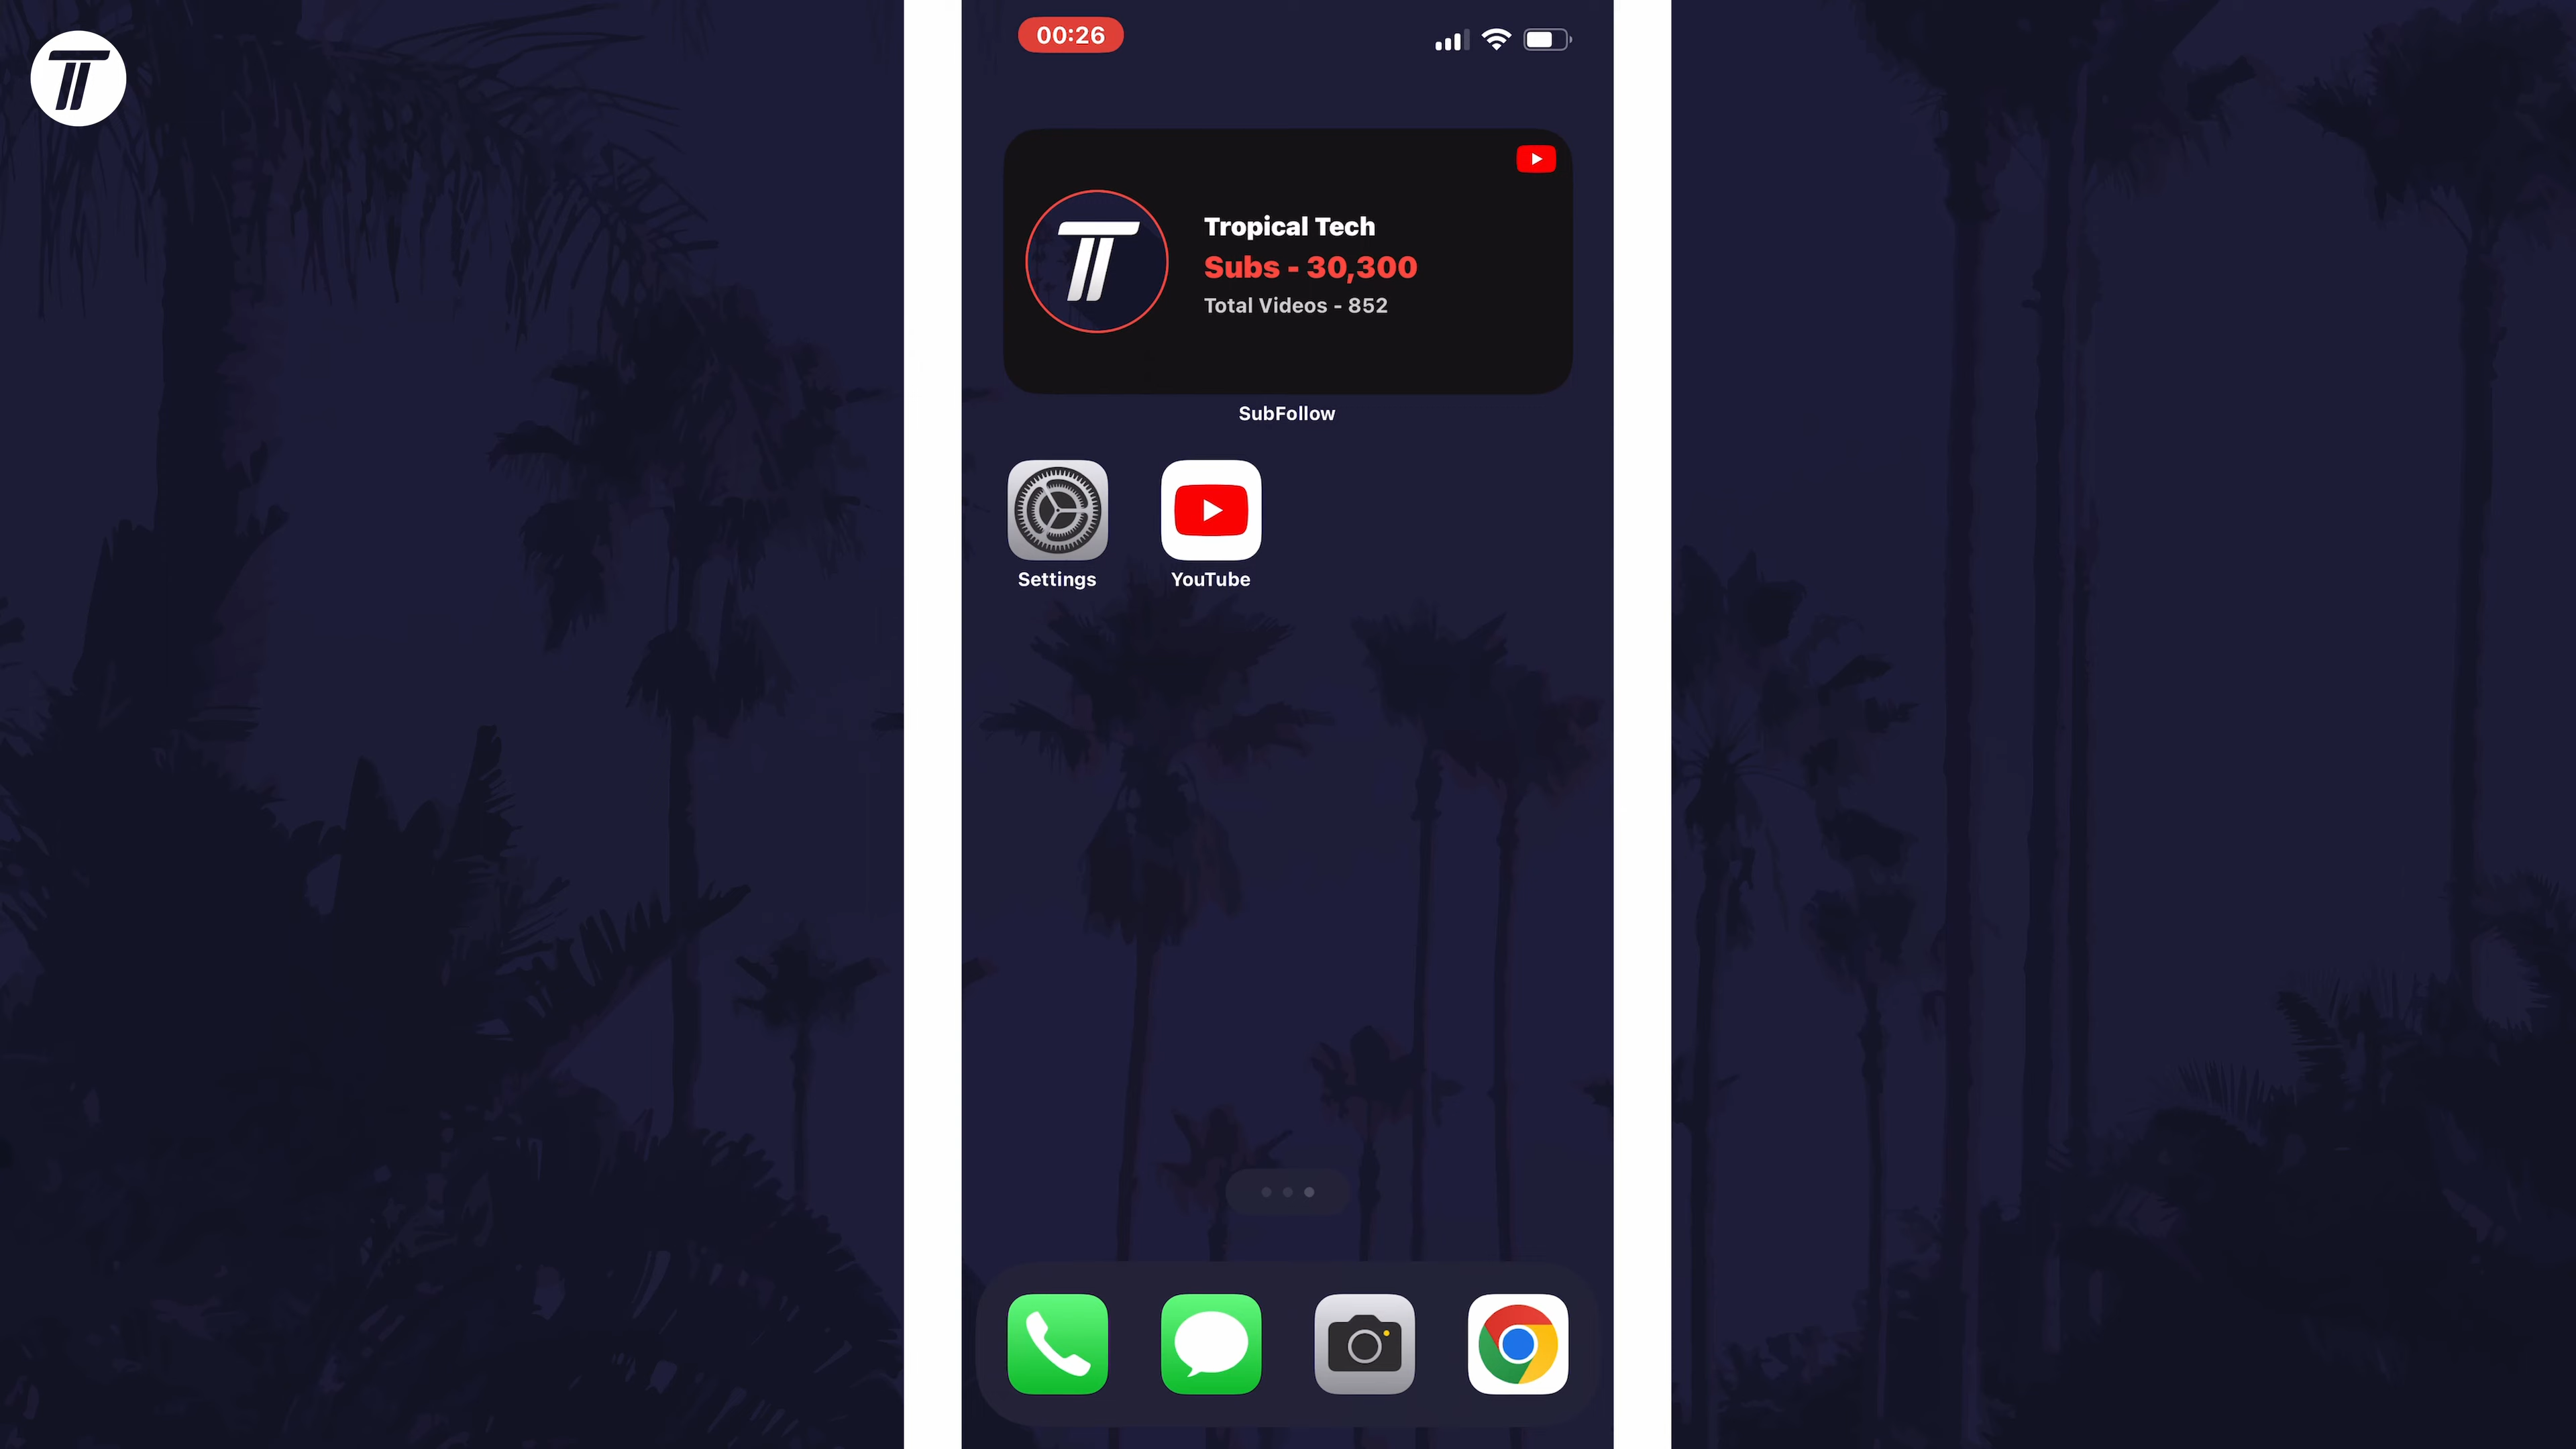 00:26
Tropical Tech
Subs - 30,300
Total Videos - 852
SubFollow
Settings
YouTube